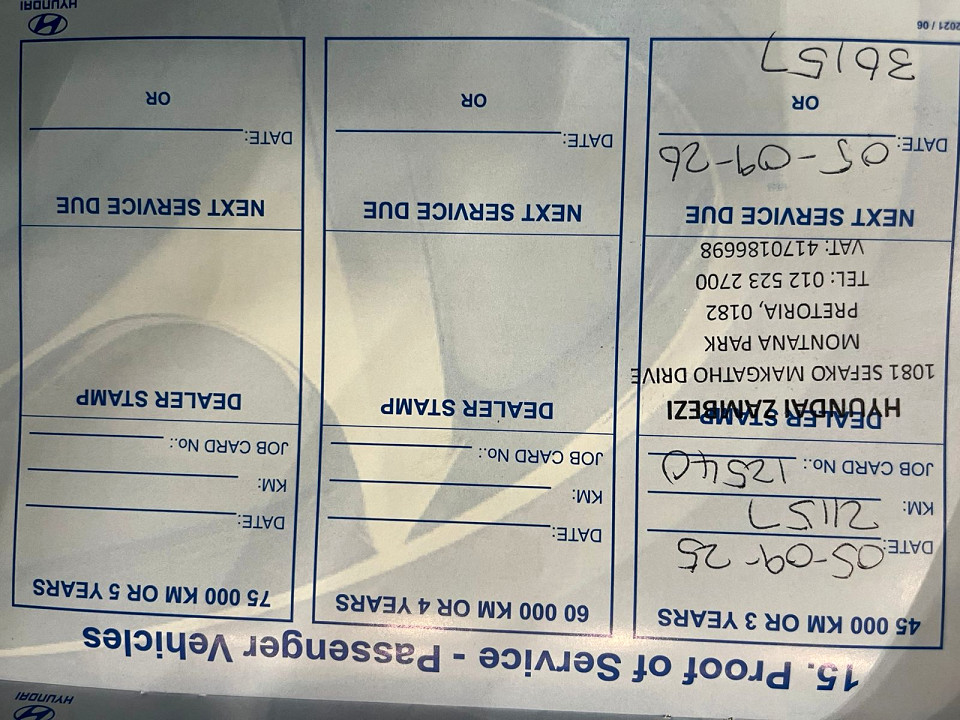 HYUNDAI
15. Proof of Service - Passenger Vehicles
45 000 KM OR 3 YEARS
DATE: 05-09-25
KM: 21157
JOB CARD No.: 12540
DEALER STAMP
HYUNDAI ZAMBEZI
1081 SEFAKO MAKGATHO DRIVE
MONTANA PARK
PRETORIA, 0182
TEL: 012 523 2700
VAT: 4170186698
NEXT SERVICE DUE
DATE: 05-09-26
OR
36157
60 000 KM OR 4 YEARS
DATE:
KM:
JOB CARD No.:
DEALER STAMP
NEXT SERVICE DUE
DATE:
OR
75 000 KM OR 5 YEARS
DATE:
KM:
JOB CARD No.:
DEALER STAMP
NEXT SERVICE DUE
DATE:
OR
2021 / 06
HYUNDAI